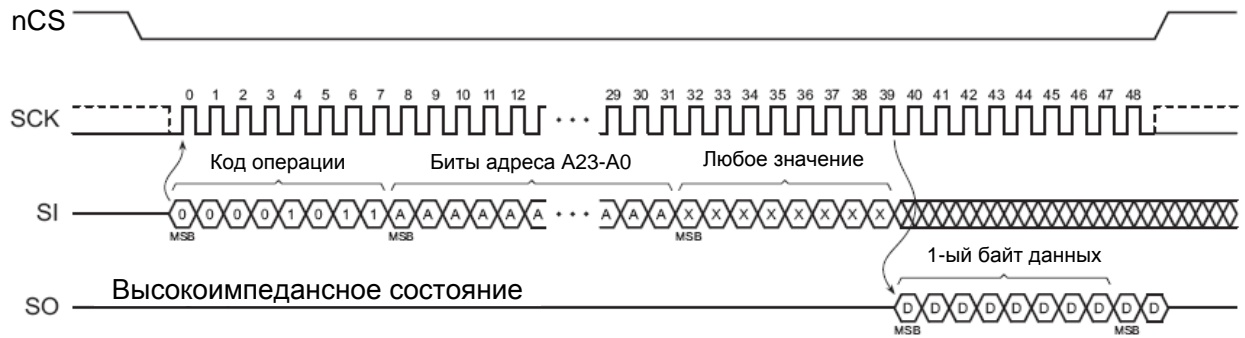 nCS
0 1 2 3 4 5 6 7 8 9 10 11 12 29 30 31 32 33 34 35 36 37 38 39 40 41 42 43 44 45 46 47 48
SCK
Код операции Биты адреса A23-A0 Любое значение
SI 0 0 0 0 1 0 1 1 A A A A A A A A A X X X X X X X X
MSB MSB MSB
1-ый байт данных
Высокоимпедансное состояние
SO D D D D D D D D D D
MSB MSB